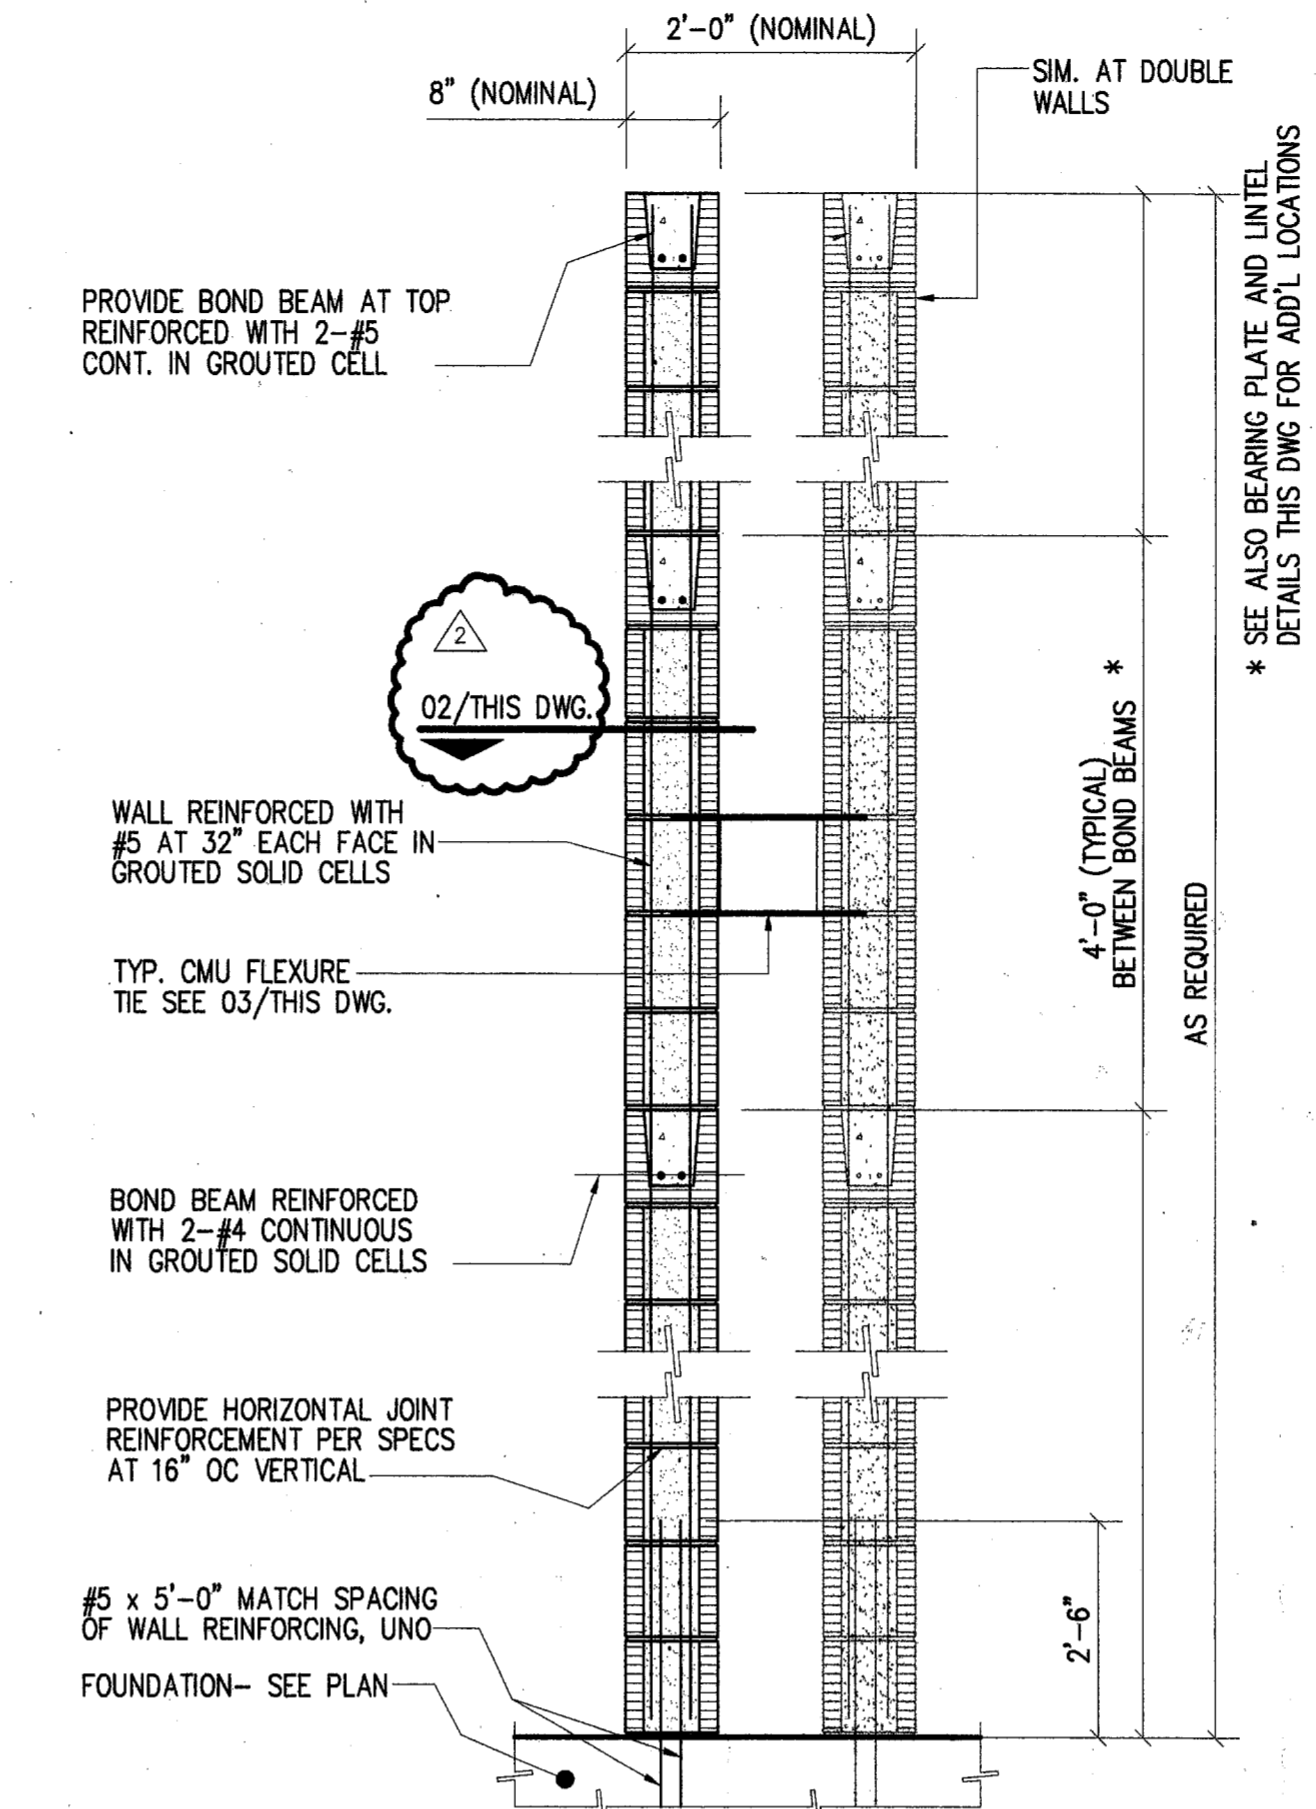 2'-0" (NOMINAL)
8" (NOMINAL)
SIM. AT DOUBLE
WALLS
* SEE ALSO BEARING PLATE AND LINTEL
DETAILS THIS DWG FOR ADD'L LOCATIONS
PROVIDE BOND BEAM AT TOP
REINFORCED WITH 2-#5
CONT. IN GROUTED CELL
2
02/THIS DWG.
4'-0" (TYPICAL)
BETWEEN BOND BEAMS *
AS REQUIRED
WALL REINFORCED WITH
#5 AT 32" EACH FACE IN
GROUTED SOLID CELLS
TYP. CMU FLEXURE
TIE SEE 03/THIS DWG.
BOND BEAM REINFORCED
WITH 2-#4 CONTINUOUS
IN GROUTED SOLID CELLS
PROVIDE HORIZONTAL JOINT
REINFORCEMENT PER SPECS
AT 16" OC VERTICAL
#5 x 5'-0" MATCH SPACING
OF WALL REINFORCING, UNO
2'-6"
FOUNDATION- SEE PLAN